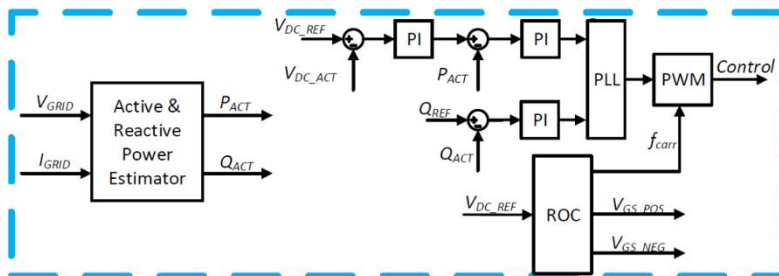 V_GRID
I_GRID
Active &
Reactive
Power
Estimator
P_ACT
Q_ACT
V_DC_REF
V_DC_ACT
PI
P_ACT
PI
Q_REF
Q_ACT
PI
PLL
PWM
Control
f_carr
V_DC_REF
ROC
V_GS_POS
V_GS_NEG